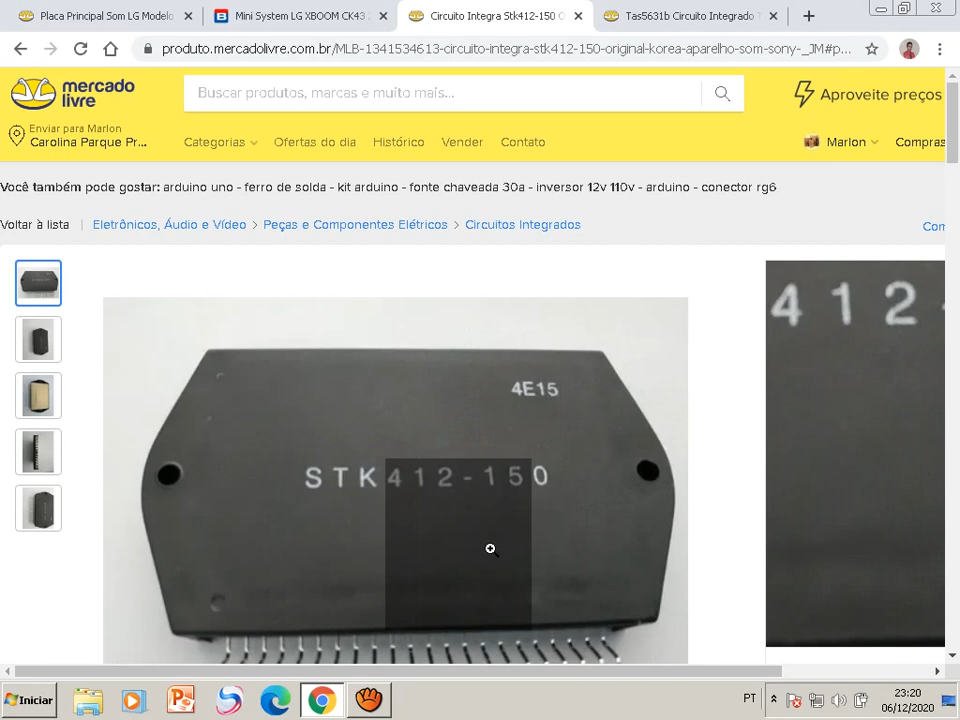 Placa Principal Som LG Modelo
Mini System LG XBOOM CK43
Circuito Integra Stk412-150 O
Tas5631b Circuito Integrado T
produto.mercadolivre.com.br/MLB-1341534613-circuito-integra-stk412-150-original-korea-aparelho-som-sony-_JM#p...
mercado
livre
Buscar produtos, marcas e muito mais...
Aproveite preços
Enviar para Marlon
Carolina Parque Pr...
Categorias
Ofertas do dia
Histórico
Vender
Contato
Marlon
Compras
Você também pode gostar: arduino uno - ferro de solda - kit arduino - fonte chaveada 30a - inversor 12v 110v - arduino - conector rg6
Voltar à lista
Eletrônicos, Áudio e Vídeo > Peças e Componentes Elétricos > Circuitos Integrados
Com
4E15
STK412-150
412-
Iniciar
PT
23:20
06/12/2020